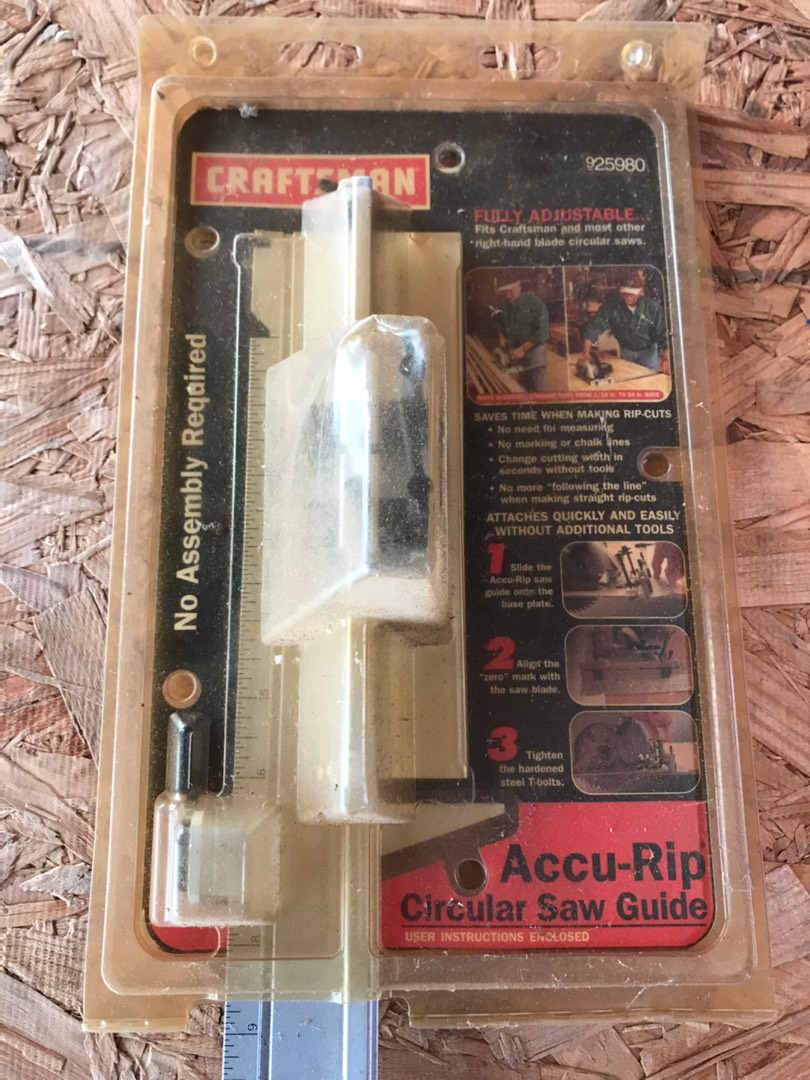 CRAFTSMAN
925980
FULLY ADJUSTABLE...
Fits Craftsman and most other
right-hand blade circular saws.
No Assembly Required
SAVES TIME WHEN MAKING RIP-CUTS
• No need for measuring
• No marking or chalk lines
• Change cutting width in
seconds without tools
• No more "following the line"
when making straight rip-cuts
ATTACHES QUICKLY AND EASILY
WITHOUT ADDITIONAL TOOLS
1 Slide the
Accu-Rip saw
guide onto the
base plate.
2 Align the
"zero" mark with
the saw blade.
3 Tighten
the hardened
steel T-bolts.
Accu-Rip
Circular Saw Guide
USER INSTRUCTIONS ENCLOSED
8
9